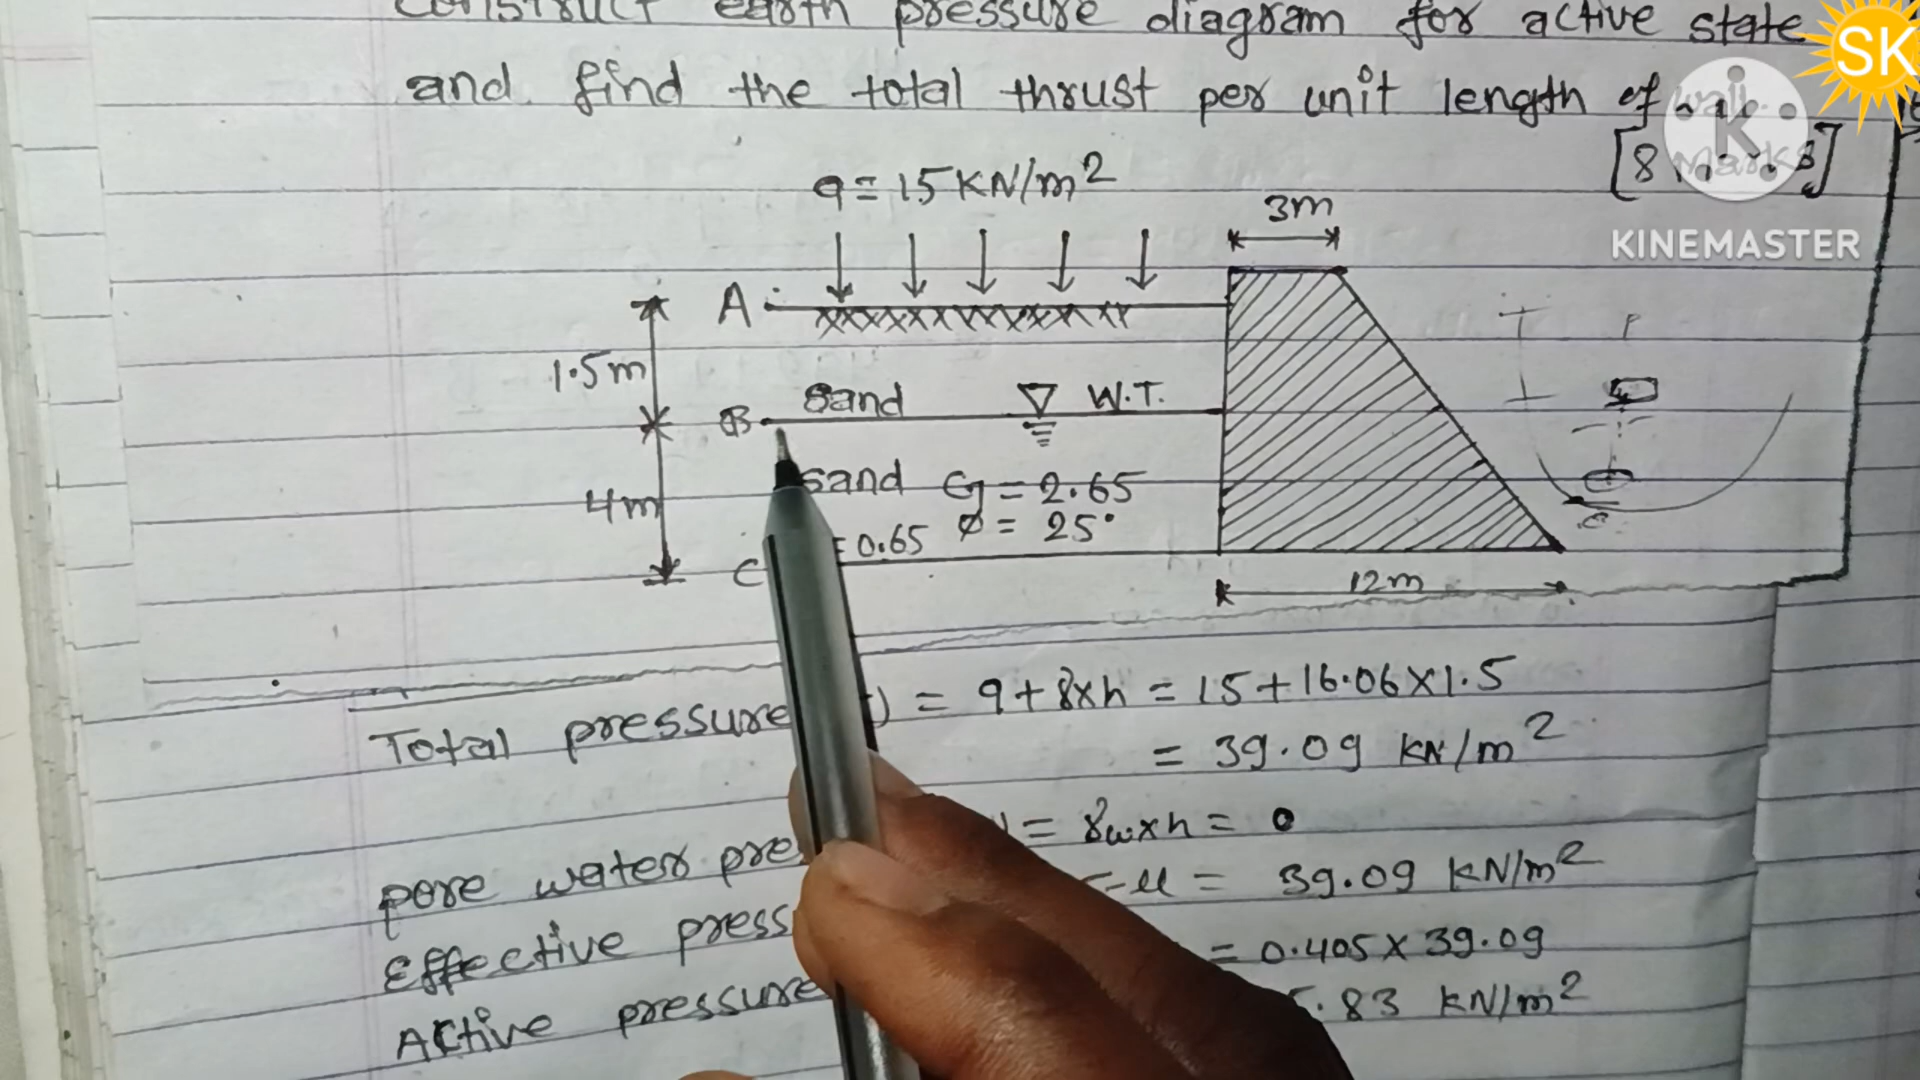 Construct earth pressure diagram for active state
and find the total thrust per unit length of wall.
[8 Marks]
SK
K
KINEMASTER
q = 15 KN/m2
3m
A
1.5m
Sand
W.T.
B
4m
sand G = 2.65
= 0.65 ø = 25°
C
12m
Total pressure = q + γ×h = 15 + 16.06×1.5
= 39.09 KN/m2
pore water = γw×h = 0
Effective -u = 39.09 KN/m2
Active pressure = 0.405 × 39.09
.83 KN/m2